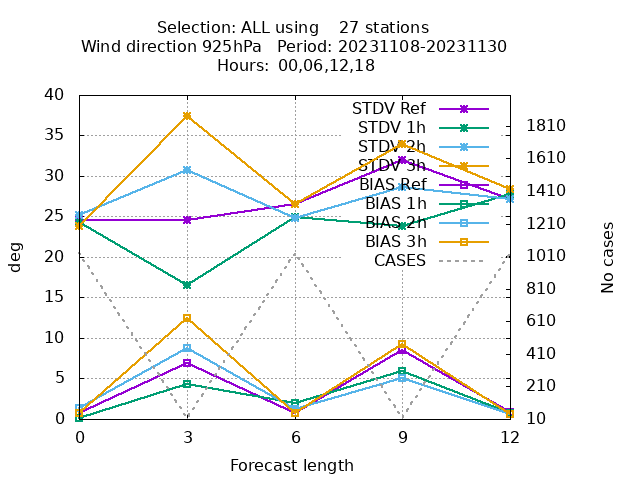 Selection: ALL using    27 stations
Wind direction 925hPa   Period: 20231108-20231130
Hours:  00,06,12,18
40
35
30
25
20
15
10
5
0
deg
STDV Ref
STDV 1h
STDV 2h
STDV 3h
BIAS Ref
BIAS 1h
BIAS 2h
BIAS 3h
CASES
1810
1610
1410
1210
1010
810
610
410
210
10
No cases
0 3 6 9 12
Forecast length